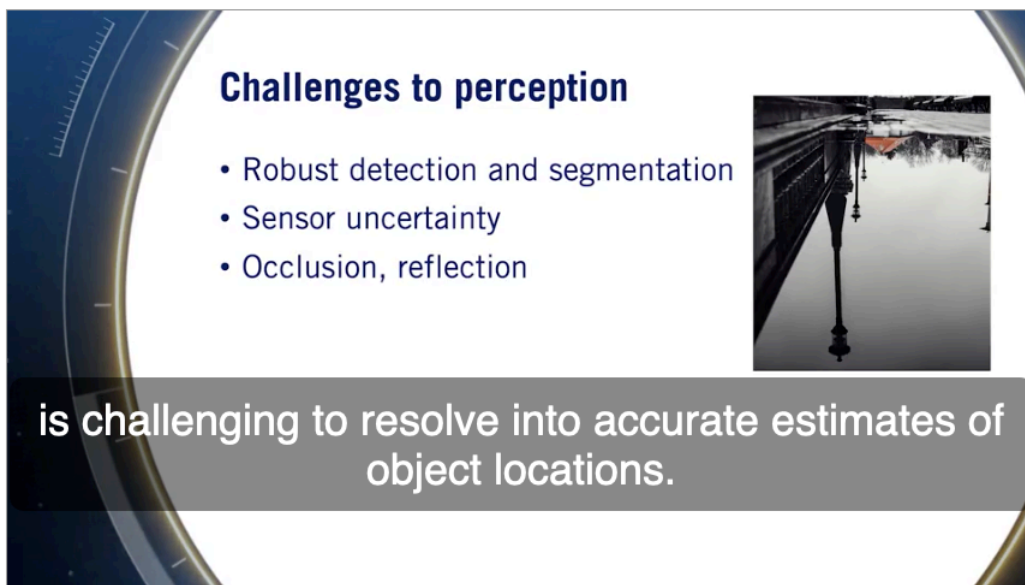 Challenges to perception
• Robust detection and segmentation
• Sensor uncertainty
• Occlusion, reflection
is challenging to resolve into accurate estimates of
object locations.